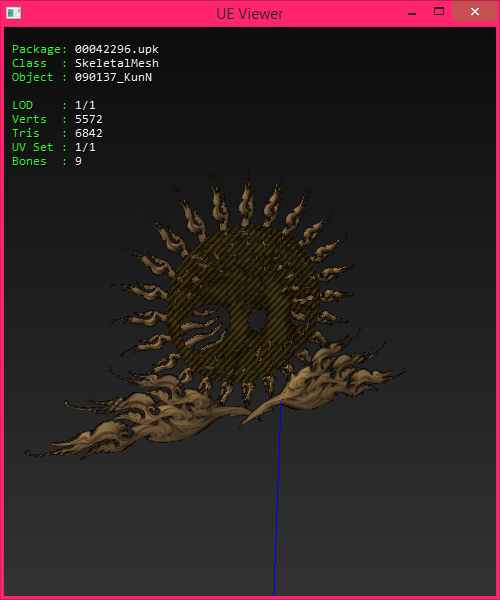 UE Viewer
Package: 00042296.upk
Class : SkeletalMesh
Object : 090137_KunN
LOD : 1/1
Verts : 5572
Tris : 6842
UV Set : 1/1
Bones : 9